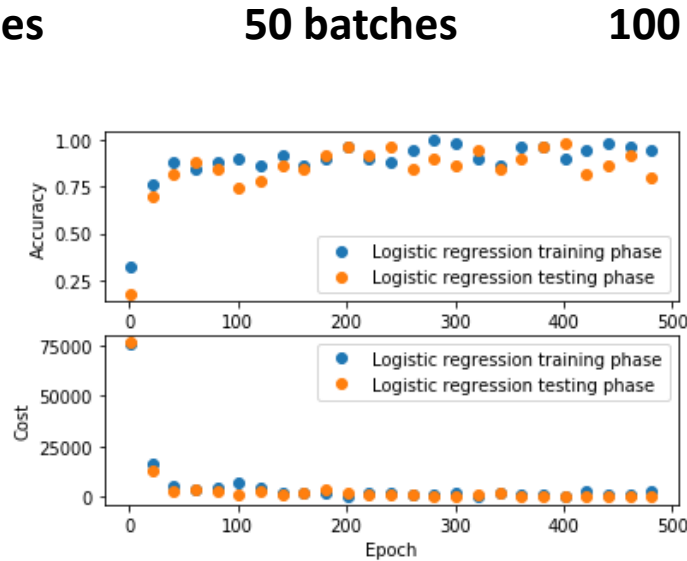 es 50 batches 100
1.00
0.75
0.50
0.25
Accuracy
Logistic regression training phase
Logistic regression testing phase
0 100 200 300 400 500
75000
50000
25000
0
Cost
Logistic regression training phase
Logistic regression testing phase
0 100 200 300 400 500
Epoch